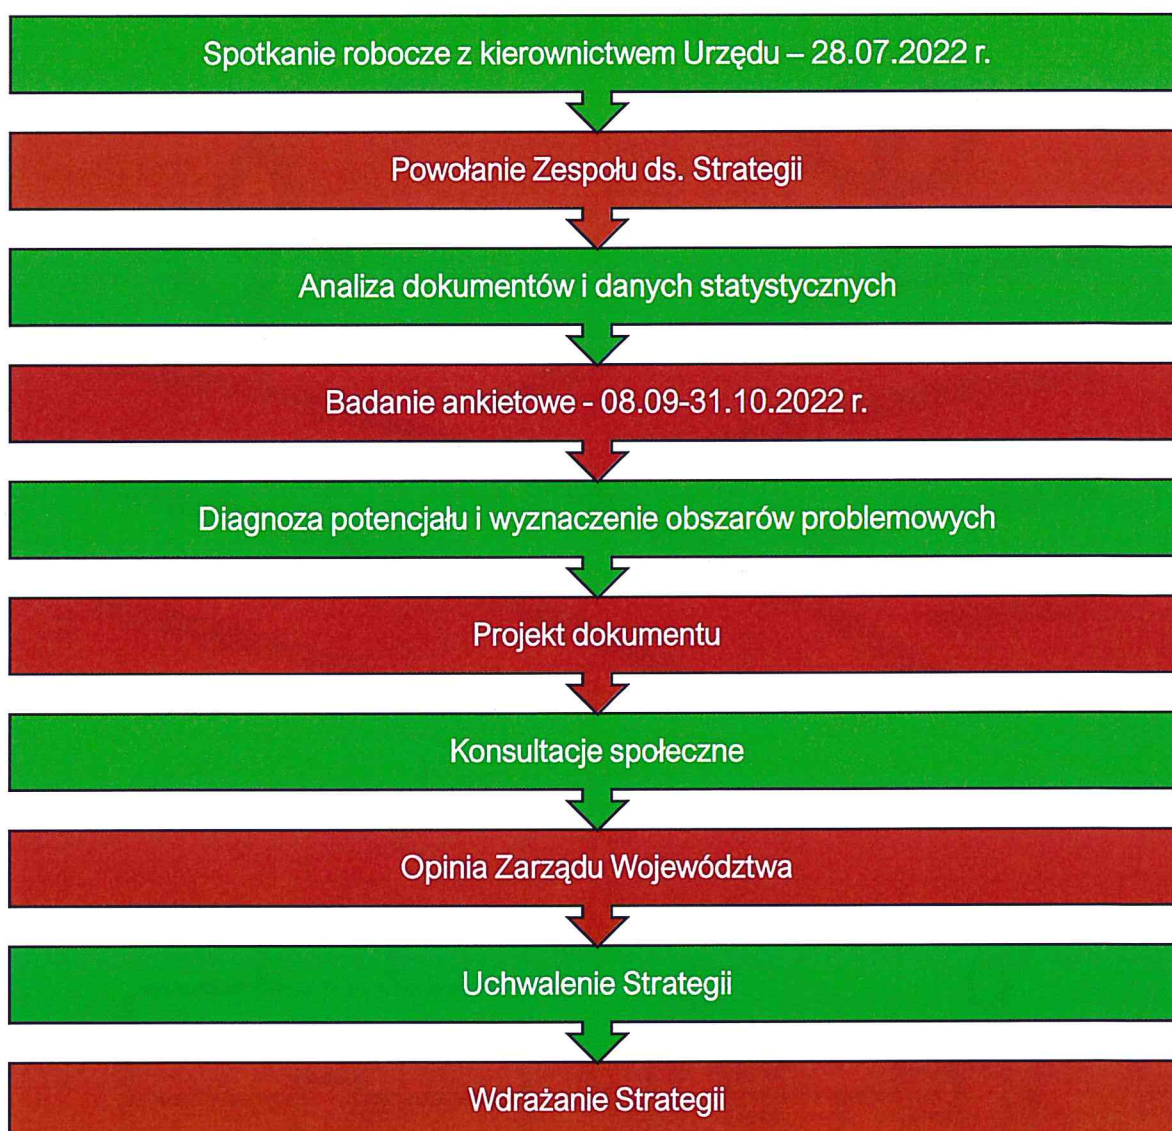 Spotkanie robocze z kierownictwem Urzędu – 28.07.2022 r.
Powołanie Zespołu ds. Strategii
Analiza dokumentów i danych statystycznych
Badanie ankietowe - 08.09-31.10.2022 r.
Diagnoza potencjału i wyznaczenie obszarów problemowych
Projekt dokumentu
Konsultacje społeczne
Opinia Zarządu Województwa
Uchwalenie Strategii
Wdrażanie Strategii